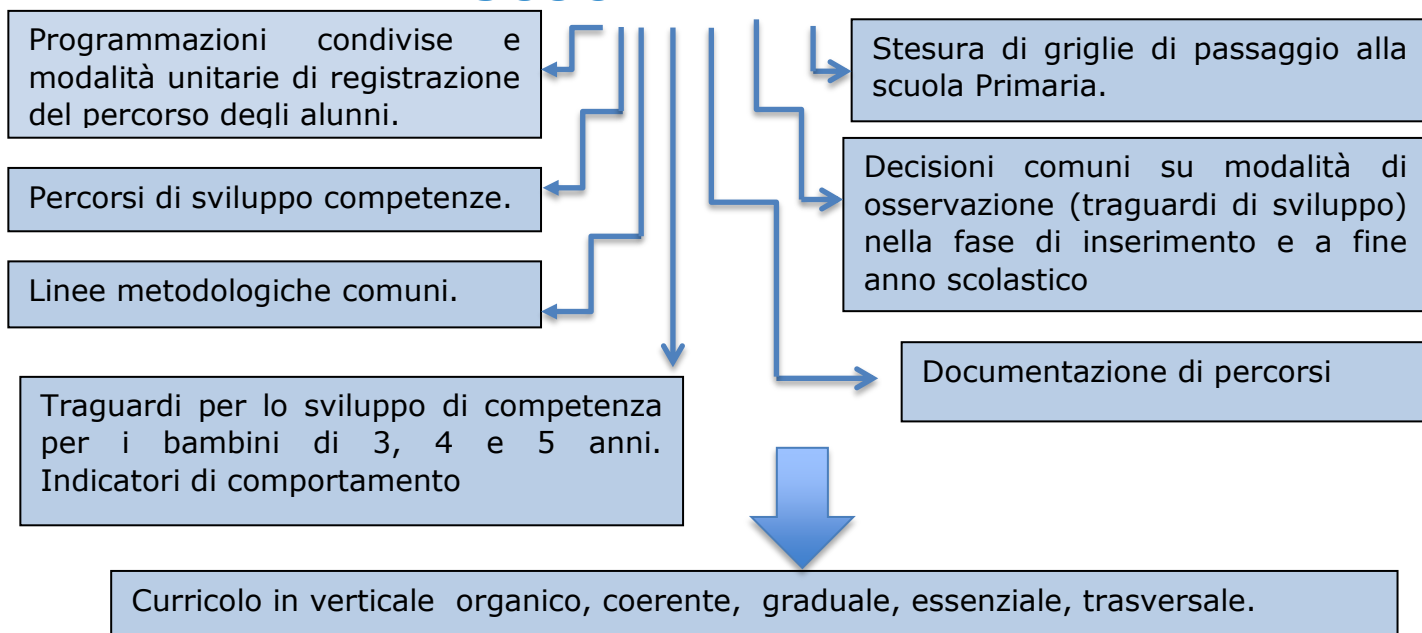 Programmazioni condivise e
modalità unitarie di registrazione
del percorso degli alunni.
Percorsi di sviluppo competenze.
Linee metodologiche comuni.
Traguardi per lo sviluppo di competenza
per i bambini di 3, 4 e 5 anni.
Indicatori di comportamento
Stesura di griglie di passaggio alla
scuola Primaria.
Decisioni comuni su modalità di
osservazione (traguardi di sviluppo)
nella fase di inserimento e a fine
anno scolastico
Documentazione di percorsi
Curricolo in verticale organico, coerente, graduale, essenziale, trasversale.